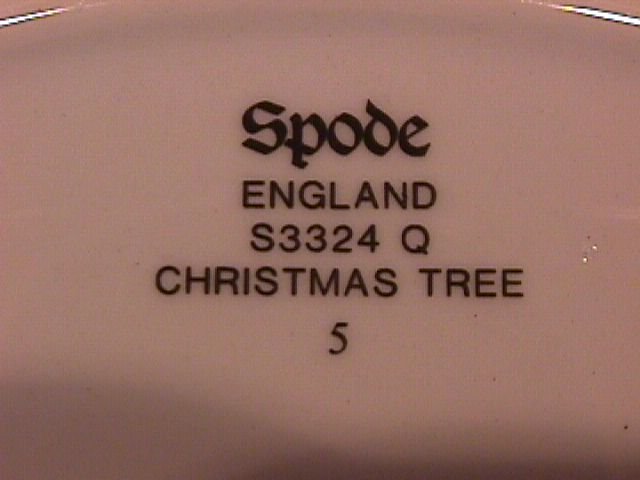 Spode
ENGLAND
S3324 Q
CHRISTMAS TREE
5